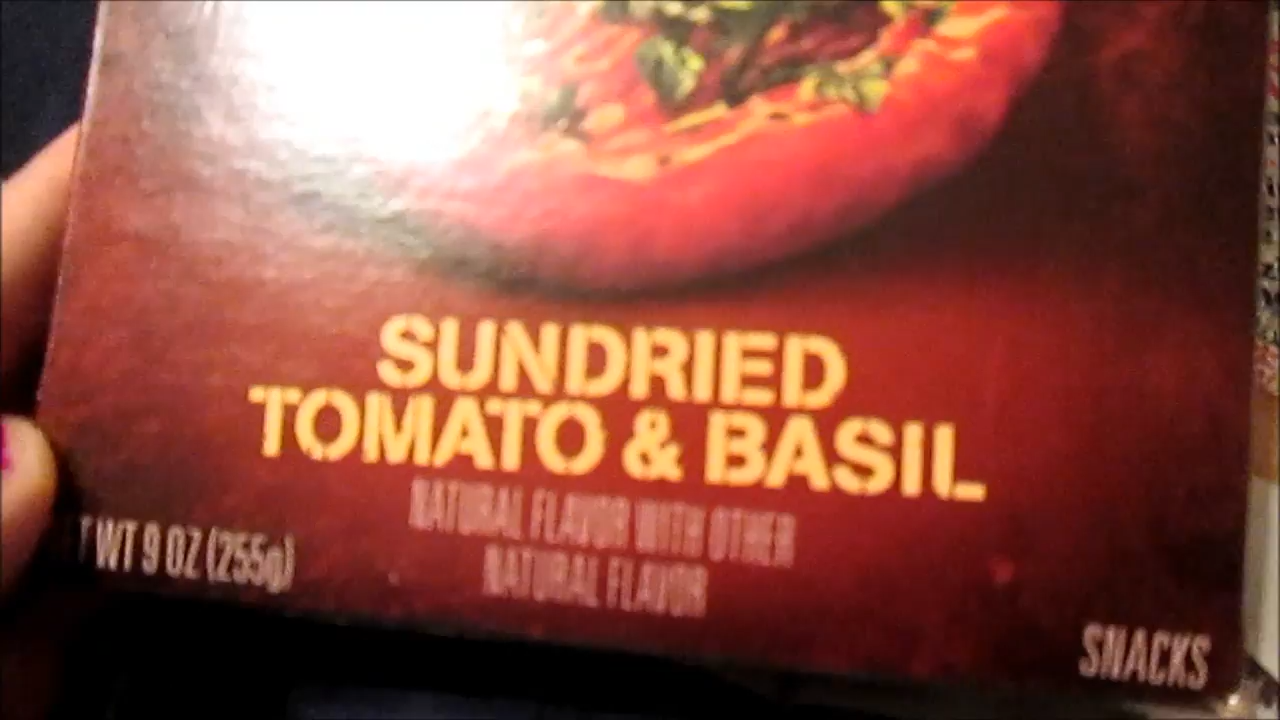 SUNDRIED
TOMATO & BASIL
NATURAL FLAVOR WITH OTHER
NATURAL FLAVOR
WT 9 OZ (255g)
SNACKS